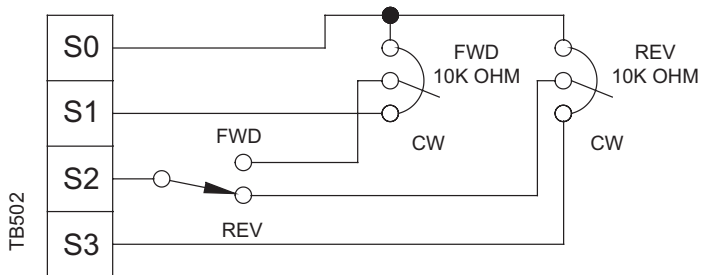 TB502
S0
S1
S2
S3
FWD
10K OHM
CW
REV
10K OHM
CW
FWD
REV